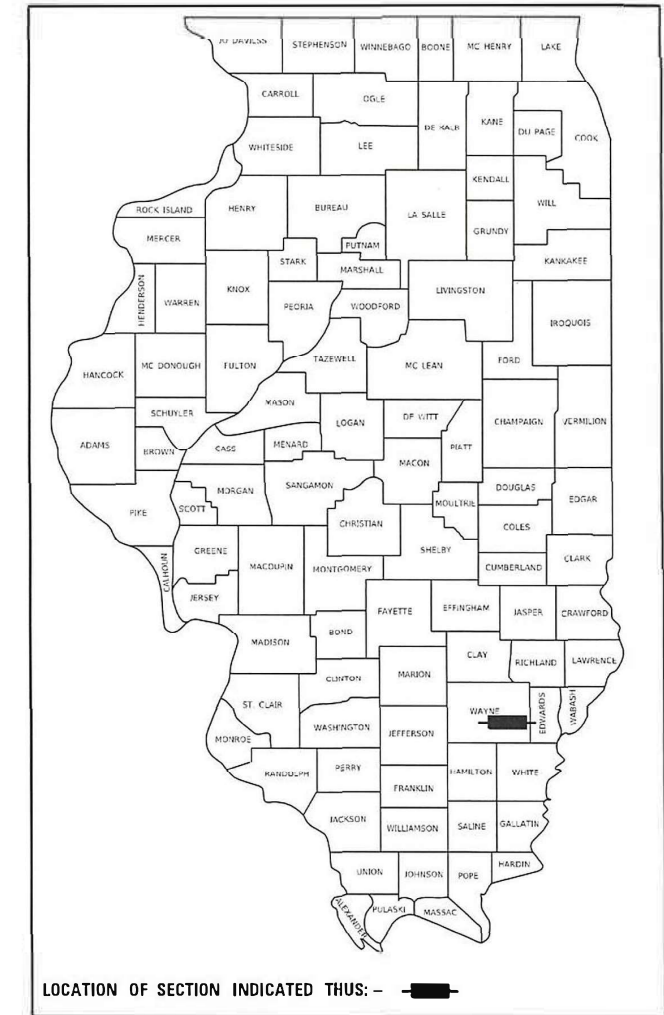 JO DAVIESS STEPHENSON WINNEBAGO BOONE MC HENRY LAKE
CARROLL OGLE DE KALB KANE DU PAGE COOK
WHITESIDE LEE
KENDALL
ROCK ISLAND HENRY BUREAU LA SALLE WILL
MERCER PUTNAM GRUNDY
STARK MARSHALL KANKAKEE
HENDERSON WARREN KNOX PEORIA WOODFORD LIVINGSTON IROQUOIS
HANCOCK MC DONOUGH FULTON TAZEWELL MC LEAN FORD
MASON
SCHUYLER LOGAN DE WITT CHAMPAIGN VERMILION
ADAMS BROWN CASS MENARD PIATT
MACON
PIKE SCOTT MORGAN SANGAMON MOULTRIE DOUGLAS EDGAR
CHRISTIAN COLES
GREENE MACOUPIN MONTGOMERY SHELBY CUMBERLAND CLARK
CALHOUN JERSEY FAYETTE EFFINGHAM JASPER CRAWFORD
MADISON BOND
CLAY RICHLAND LAWRENCE
CLINTON MARION
ST. CLAIR WAYNE EDWARDS WABASH
MONROE WASHINGTON JEFFERSON
RANDOLPH PERRY HAMILTON WHITE
FRANKLIN
JACKSON WILLIAMSON SALINE GALLATIN
UNION JOHNSON POPE HARDIN
ALEXANDER PULASKI MASSAC
LOCATION OF SECTION INDICATED THUS: –